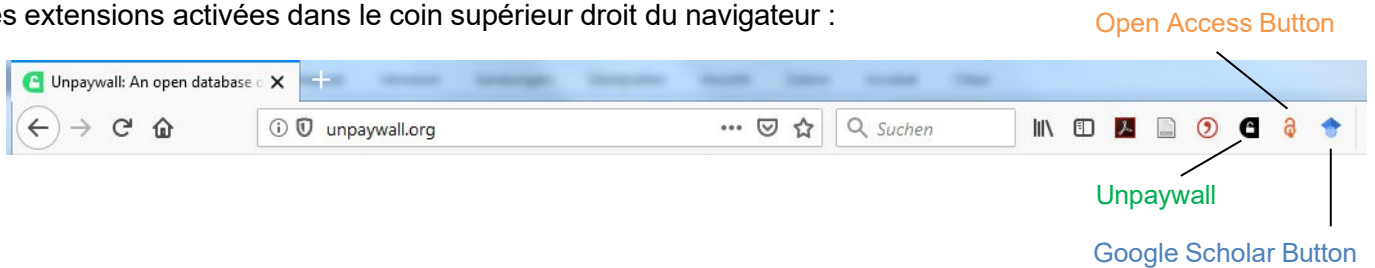 es extensions activées dans le coin supérieur droit du navigateur :
Open Access Button
Unpaywall: An open database
unpaywall.org
Suchen
Unpaywall
Google Scholar Button